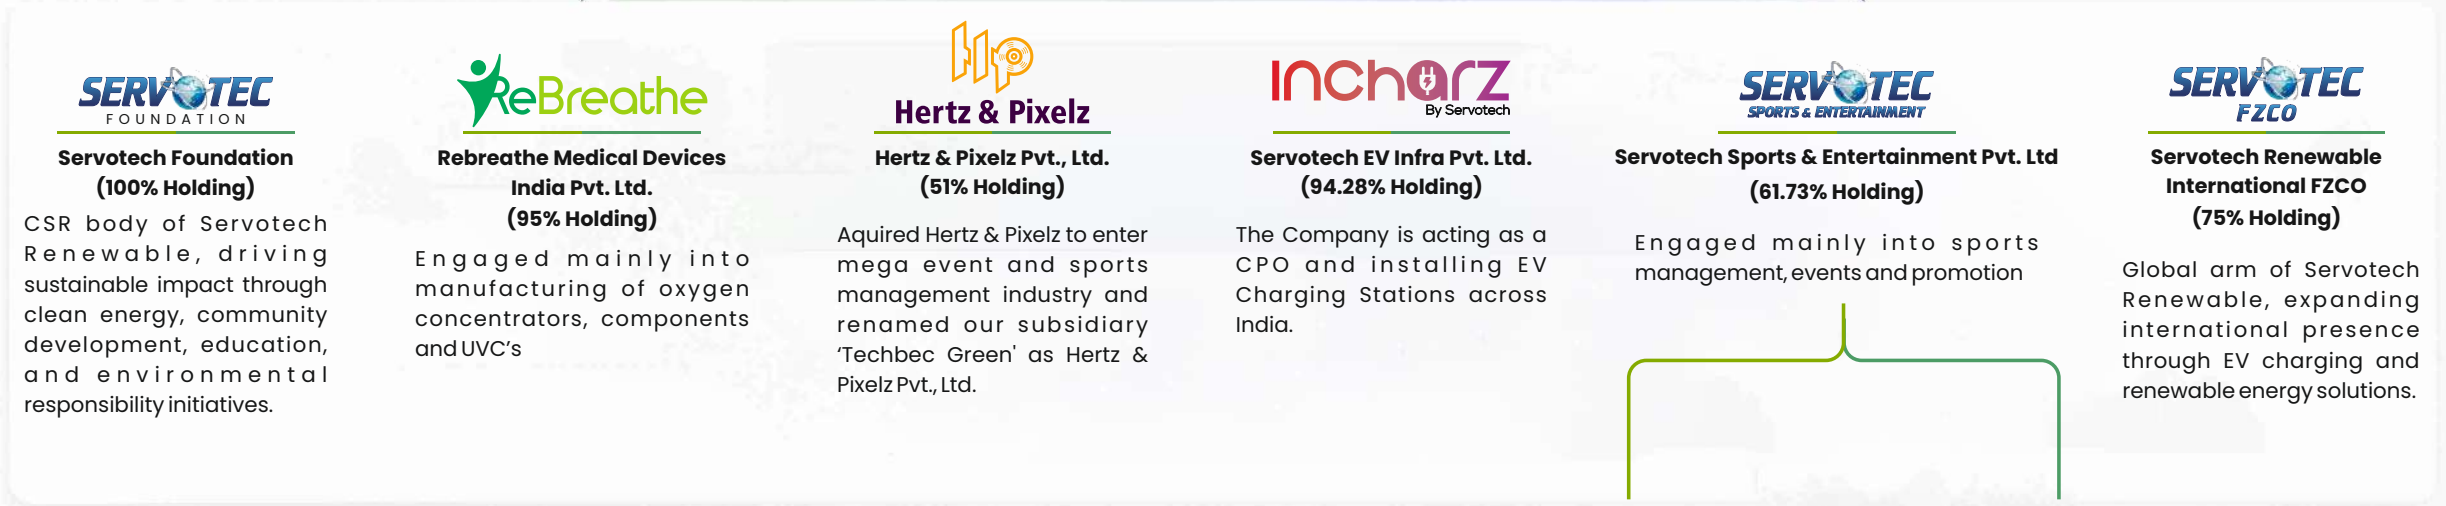 SERVOTEC
FOUNDATION
Servotech Foundation
(100% Holding)
CSR body of Servotech
Renewable, driving
sustainable impact through
clean energy, community
development, education,
and environmental
responsibility initiatives.
ReBreathe
Rebreathe Medical Devices
India Pvt. Ltd.
(95% Holding)
Engaged mainly into
manufacturing of oxygen
concentrators, components
and UVC's
Hp
Hertz & Pixelz
Hertz & Pixelz Pvt., Ltd.
(51% Holding)
Aquired Hertz & Pixelz to enter
mega event and sports
management industry and
renamed our subsidiary
‘Techbec Green' as Hertz &
Pixelz Pvt., Ltd.
Incharz
By Servotech
Servotech EV Infra Pvt. Ltd.
(94.28% Holding)
The Company is acting as a
CPO and installing EV
Charging Stations across
India.
SERVOTEC
SPORTS & ENTERTAINMENT
Servotech Sports & Entertainment Pvt. Ltd
(61.73% Holding)
Engaged mainly into sports
management, events and promotion
SERVOTEC
FZCO
Servotech Renewable
International FZCO
(75% Holding)
Global arm of Servotech
Renewable, expanding
international presence
through EV charging and
renewable energy solutions.